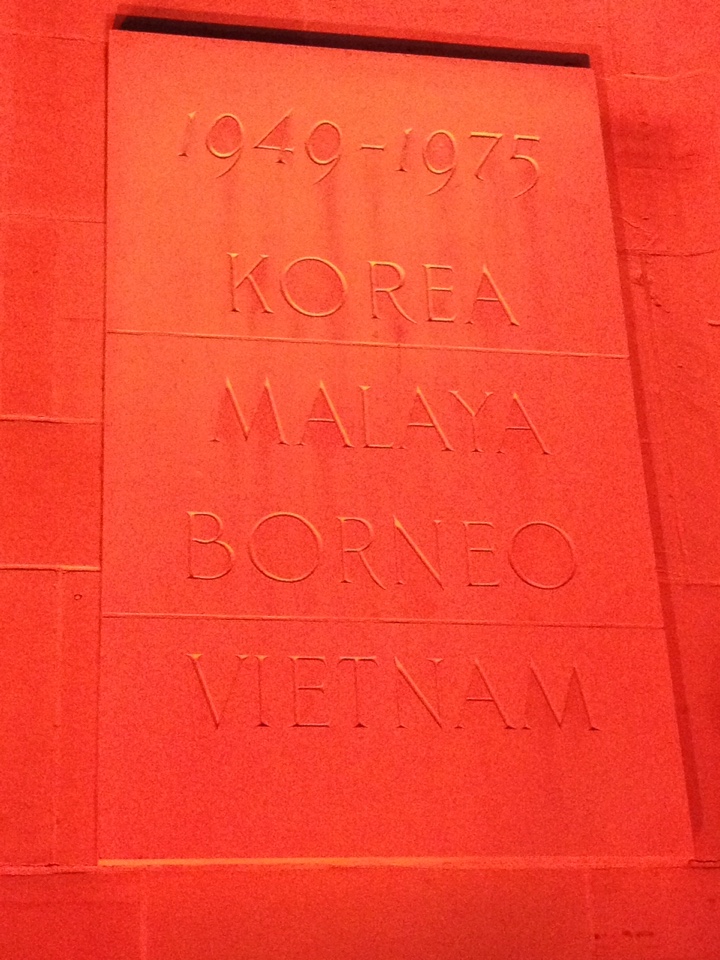 1949-1975
KOREA
MALAYA
BORNEO
VIETNAM